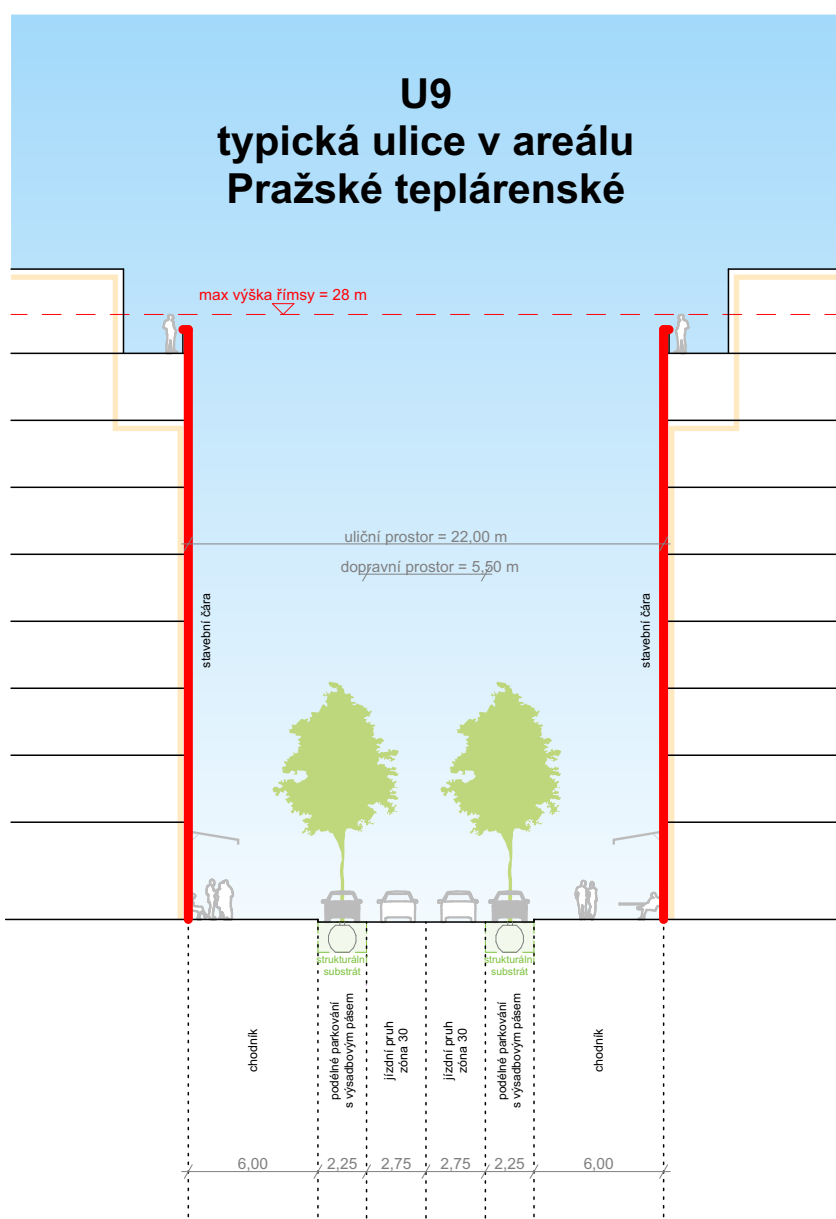 U9
typická ulice v areálu
Pražské teplárenské
max výška římsy = 28 m
uliční prostor = 22,00 m
dopravní prostor = 5,50 m
stavební čára
stavební čára
strukturální
substrát
strukturální
substrát
chodník
podélné parkování
s výsadbovým pásem
jízdní pruh
zóna 30
jízdní pruh
zóna 30
podélné parkování
s výsadbovým pásem
chodník
6,00
2,25
2,75
2,75
2,25
6,00